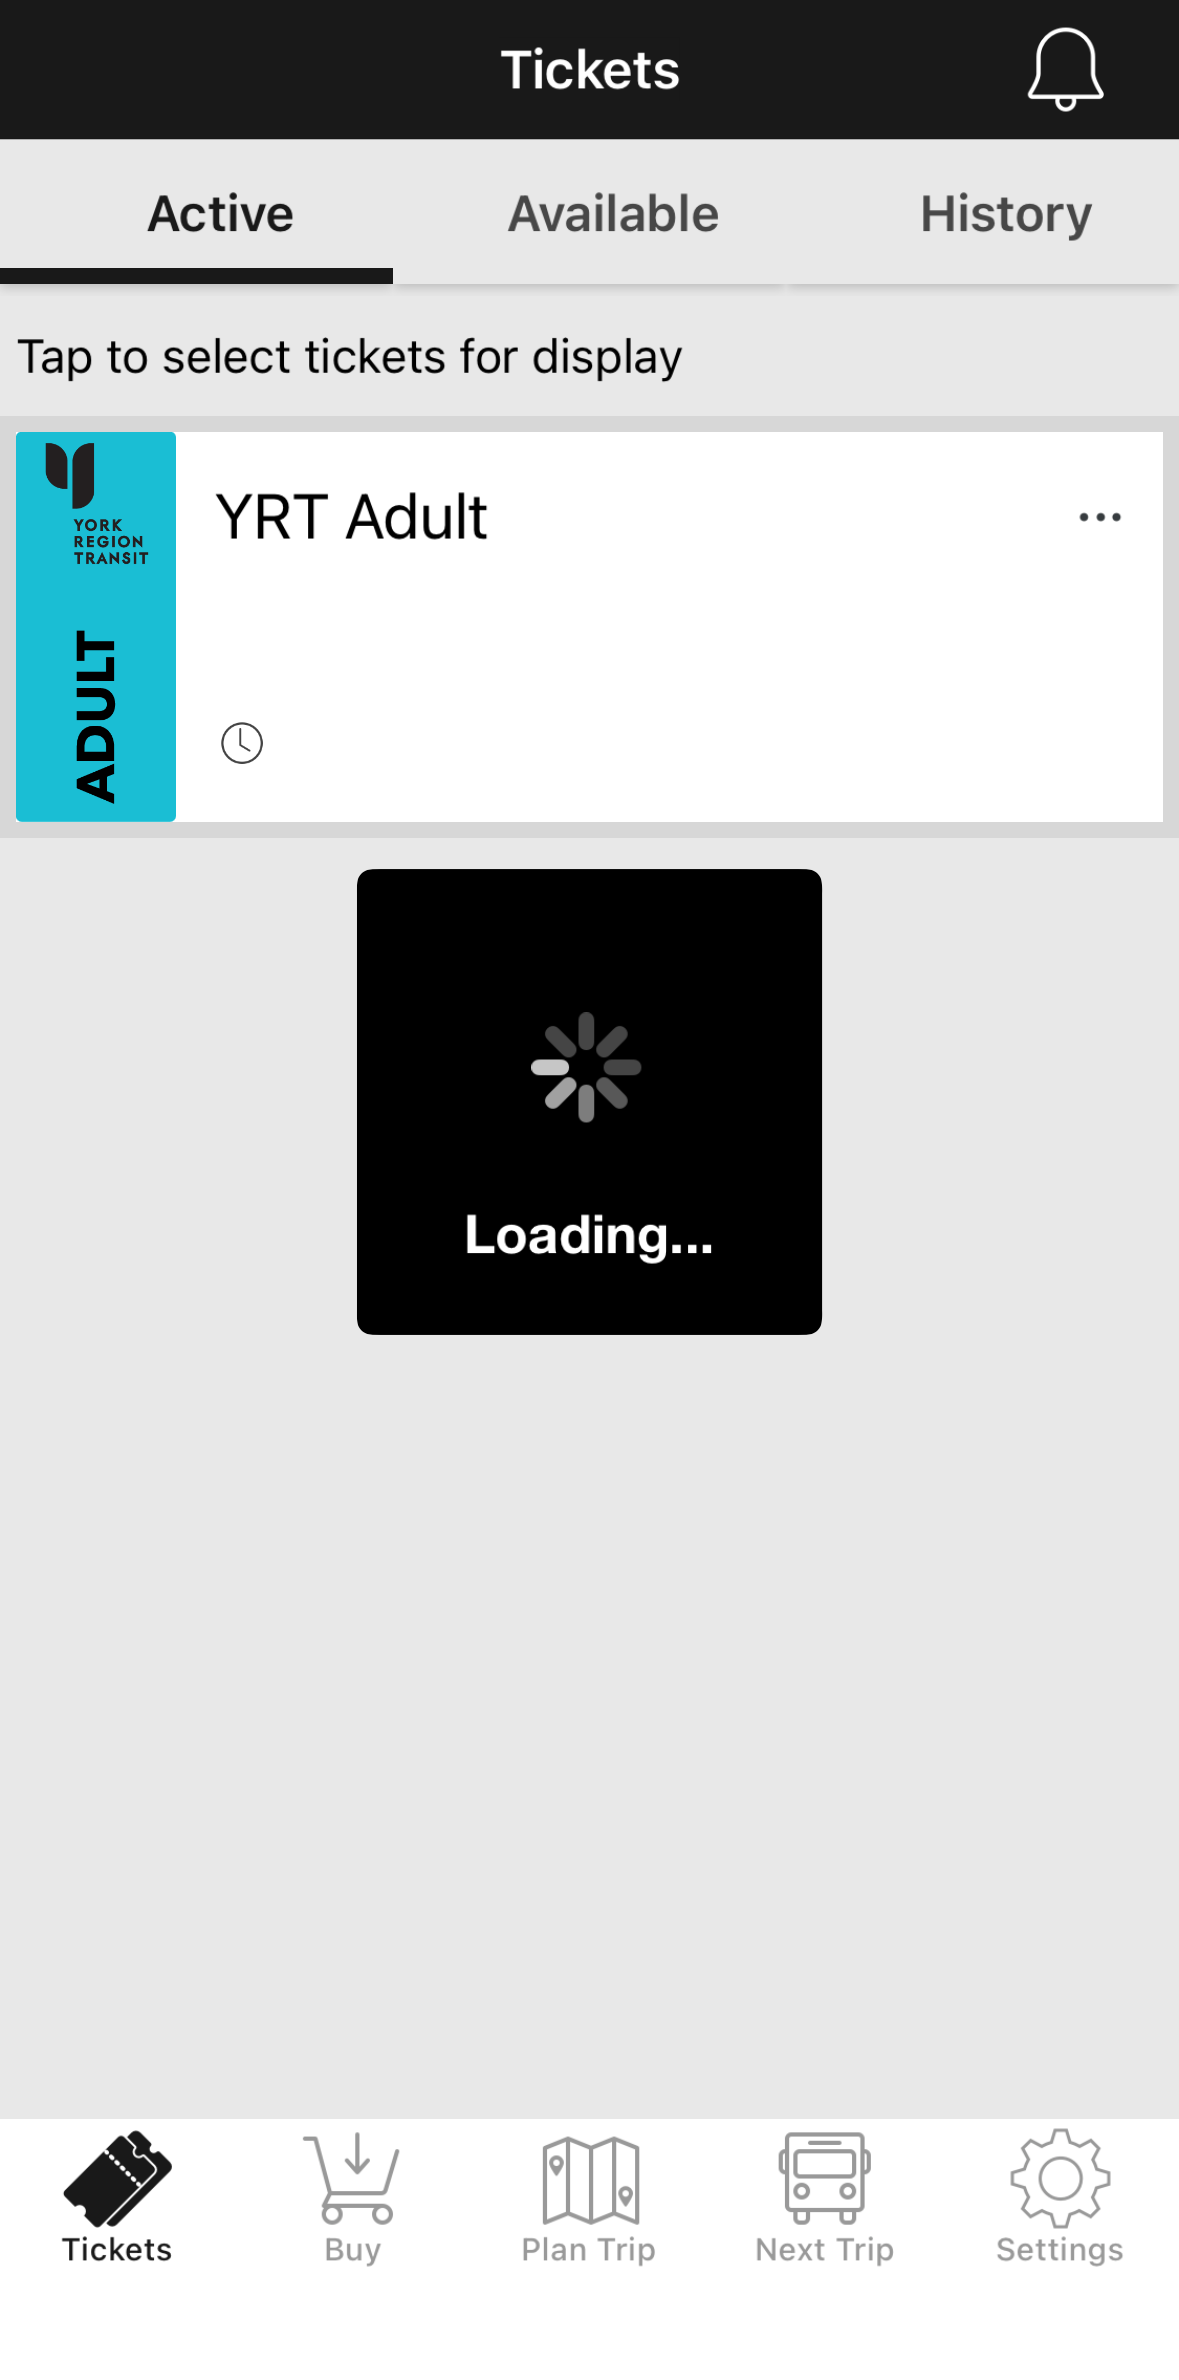 Tickets
Active
Available
History
Tap to select tickets for display
YORK
REGION
TRANSIT
ADULT
YRT Adult
Loading...
Tickets
Buy
Plan Trip
Next Trip
Settings